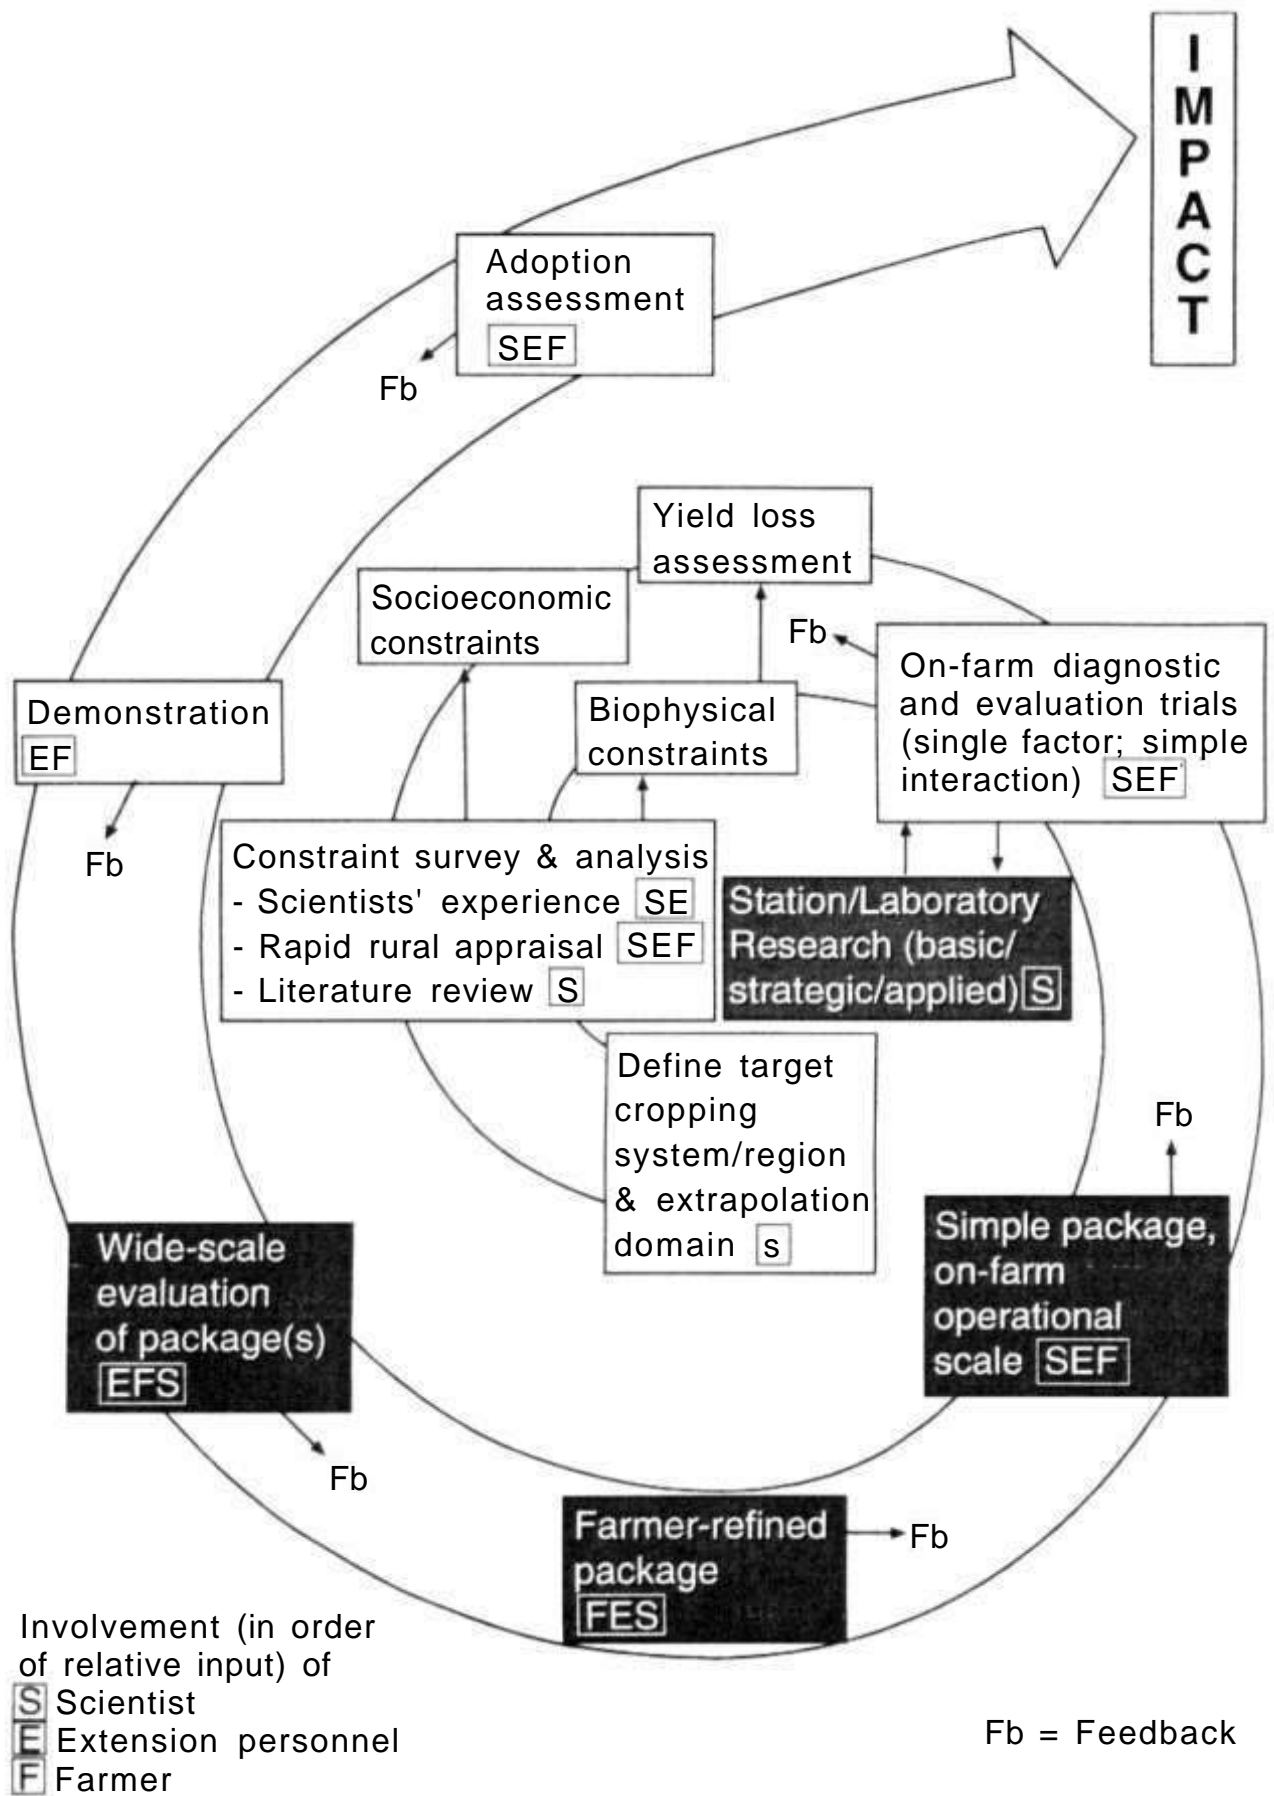 I
M
P
A
C
T
Adoption
assessment
SEF
Fb
Yield loss
assessment
Socioeconomic
constraints
Fb
On-farm diagnostic
and evaluation trials
(single factor; simple
interaction) SEF
Biophysical
constraints
Demonstration
EF
Fb
Constraint survey & analysis
- Scientists' experience SE
- Rapid rural appraisal SEF
- Literature review S
Station/Laboratory
Research (basic/
strategic/applied) S
Define target
cropping
system/region
& extrapolation
domain s
Fb
Simple package,
on-farm
operational
scale SEF
Wide-scale
evaluation
of package(s)
EFS
Fb
Farmer-refined
package
FES
Fb
Involvement (in order
of relative input) of
S Scientist
E Extension personnel
F Farmer
Fb = Feedback